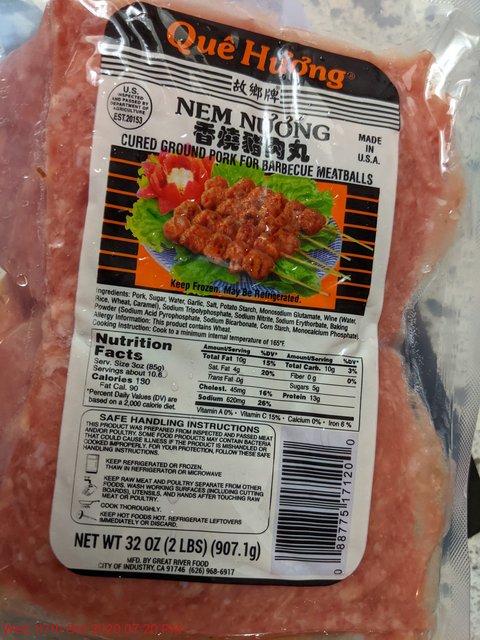 Quê Hương®
故鄉牌
U.S.
INSPECTED
AND PASSED BY
DEPARTMENT OF
AGRICULTURE
EST.20153
NEM NƯỚNG
香燒豬肉丸
MADE
IN
U.S.A.
CURED GROUND PORK FOR BARBECUE MEATBALLS
Keep Frozen. May Be Refrigerated.
Ingredients: Pork, Sugar, Water, Garlic, Salt, Potato Starch, Monosodium Glutamate, Wine (Water,
Rice, Wheat, Caramel), Sodium Tripolyphosphate, Sodium Nitrite, Sodium Erythorbate, Baking
Powder (Sodium Acid Pyrophosphate, Sodium Bicarbonate, Corn Starch, Monocalcium Phosphate).
Allergy Information: This product contains Wheat.
Cooking Instruction: Cook to a minimum internal temperature of 165°F.
Nutrition
Facts
Serv. Size 3oz (85g)
Servings about 10.6
Calories 130
Fat Cal. 90
*Percent Daily Values (DV) are
based on a 2,000 calorie diet.
Amount/Serving %DV* Amount/Serving %DV*
Total Fat 10g 15% Total Carb. 10g 3%
Sat. Fat 4g 20% Fiber 0g 0%
Trans Fat 0g Sugars 5g
Cholest. 45mg 16% Protein 13g
Sodium 620mg 26%
Vitamin A 0% • Vitamin C 15% • Calcium 0% • Iron 6%
SAFE HANDLING INSTRUCTIONS
THIS PRODUCT WAS PREPARED FROM INSPECTED AND PASSED MEAT
AND/OR POULTRY. SOME FOOD PRODUCTS MAY CONTAIN BACTERIA
THAT COULD CAUSE ILLNESS IF THE PRODUCT IS MISHANDLED OR
COOKED IMPROPERLY. FOR YOUR PROTECTION, FOLLOW THESE SAFE
HANDLING INSTRUCTIONS.
KEEP REFRIGERATED OR FROZEN.
THAW IN REFRIGERATOR OR MICROWAVE
KEEP RAW MEAT AND POULTRY SEPARATE FROM OTHER
FOODS. WASH WORKING SURFACES (INCLUDING CUTTING
BOARDS), UTENSILS, AND HANDS AFTER TOUCHING RAW
MEAT OR POULTRY.
COOK THOROUGHLY.
KEEP HOT FOODS HOT. REFRIGERATE LEFTOVERS
IMMEDIATELY OR DISCARD.
0 88775 17120 0
NET WT 32 OZ (2 LBS) (907.1g)
MFD. BY GREAT RIVER FOOD
CITY OF INDUSTRY, CA 91746 (626) 968-6917